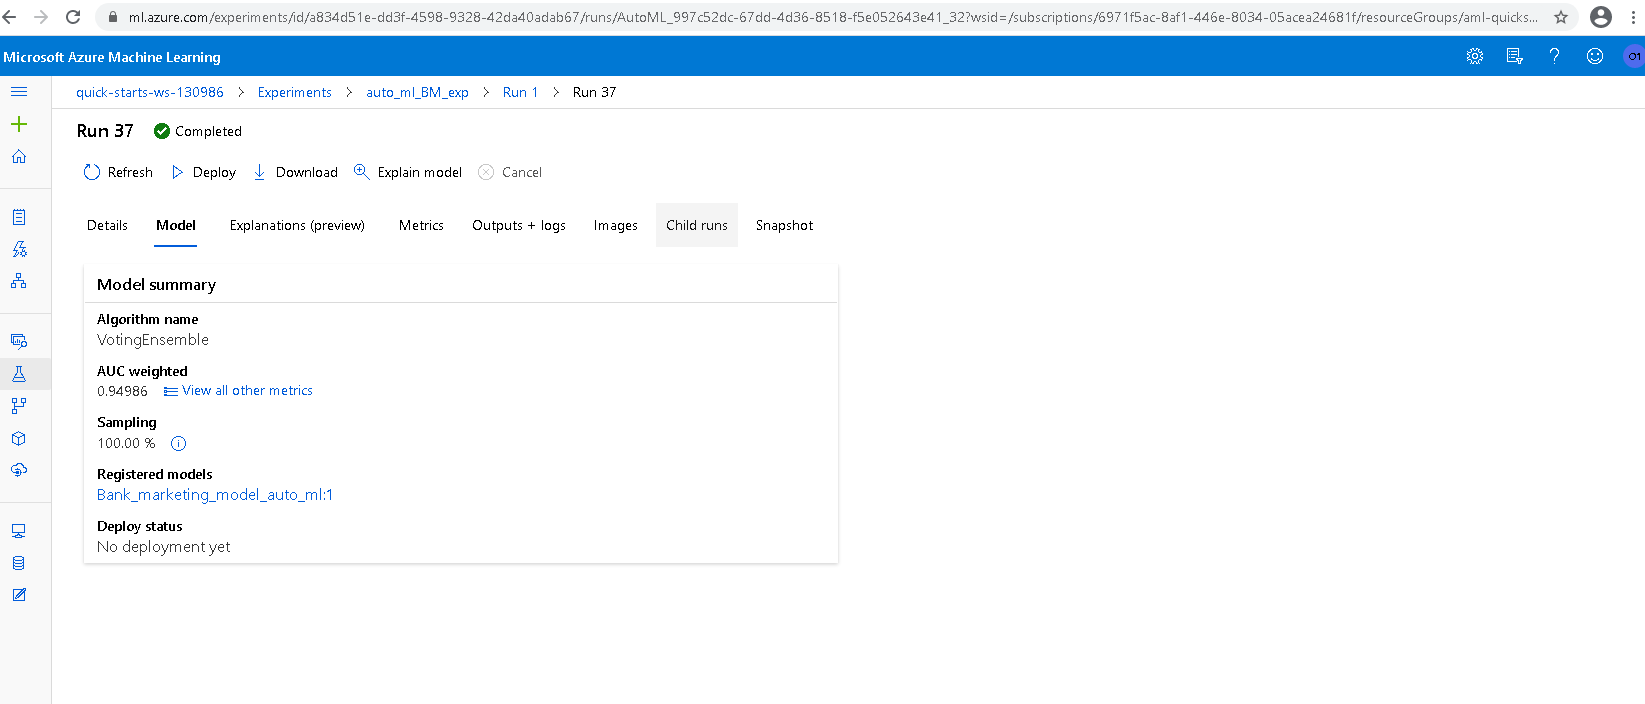 ml.azure.com/experiments/id/a834d51e-dd3f-4598-9328-42da40adab67/runs/AutoML_997c52dc-67dd-4d36-8518-f5e052643e41_32?wsid=/subscriptions/6971f5ac-8af1-446e-8034-05acea24681f/resourceGroups/aml-quicks...
Microsoft Azure Machine Learning
O1
quick-starts-ws-130986 > Experiments > auto_ml_BM_exp > Run 1 > Run 37
Run 37 Completed
Refresh Deploy Download Explain model Cancel
Details Model Explanations (preview) Metrics Outputs + logs Images Child runs Snapshot
Model summary
Algorithm name
VotingEnsemble
AUC weighted
0.94986 View all other metrics
Sampling
100.00 %
Registered models
Bank_marketing_model_auto_ml:1
Deploy status
No deployment yet